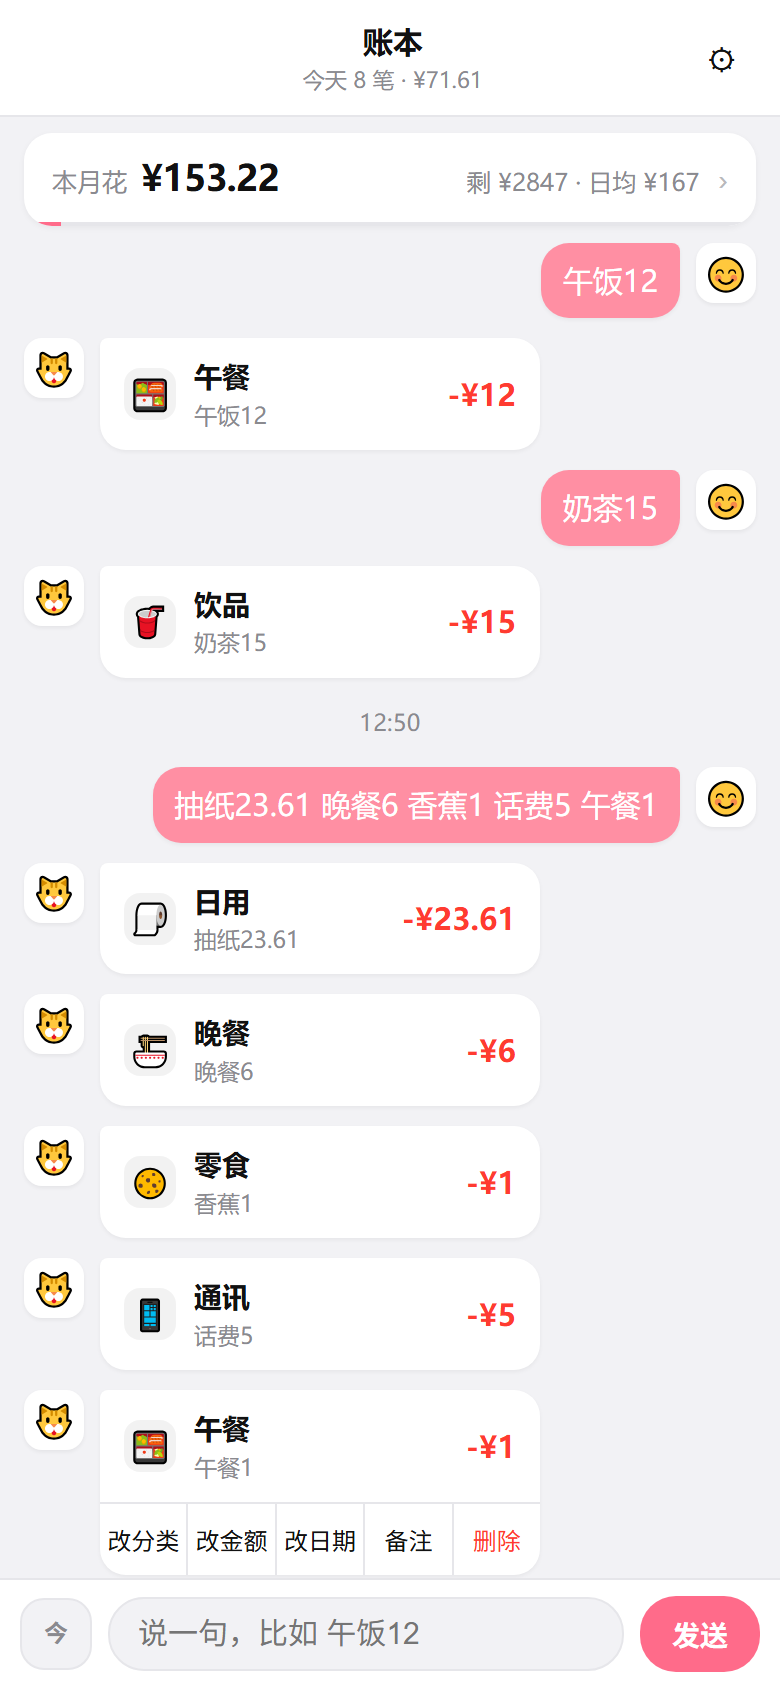 账本
今天 8 笔 · ¥71.61
本月花 ¥153.22 剩 ¥2847 · 日均 ¥167 ›
午饭12
午餐
午饭12
-¥12
奶茶15
饮品
奶茶15
-¥15
12:50
抽纸23.61 晚餐6 香蕉1 话费5 午餐1
日用
抽纸23.61
-¥23.61
晚餐
晚餐6
-¥6
零食
香蕉1
-¥1
通讯
话费5
-¥5
午餐
午餐1
-¥1
改分类 改金额 改日期 备注 删除
今 说一句，比如 午饭12 发送